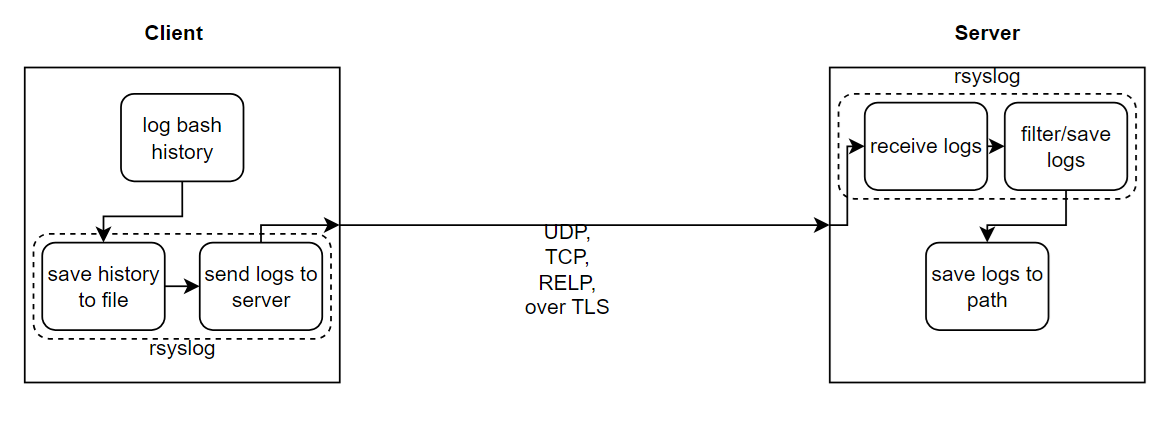 Client
log bash
history
save history
to file
send logs to
server
rsyslog
UDP,
TCP,
RELP,
over TLS
Server
rsyslog
receive logs
filter/save
logs
save logs to
path